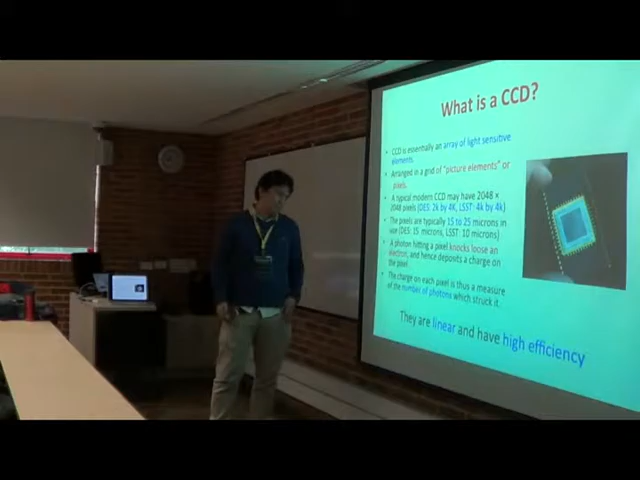 What is a CCD?
• CCD is essentially an array of light sensitive
elements.
• Arranged in a grid of "picture elements" or
pixels.
• A typical modern CCD may have 2048 x
2048 pixels (DES: 2k by 4K, LSST: 4k by 4k)
• The pixels are typically 15 to 25 microns in
size (DES: 15 microns, LSST: 10 microns)
• A photon hitting a pixel knocks loose an
electron, and hence deposits a charge on
the pixel.
• The charge on each pixel is thus a measure
of the number of photons which struck it.
They are linear and have high efficiency